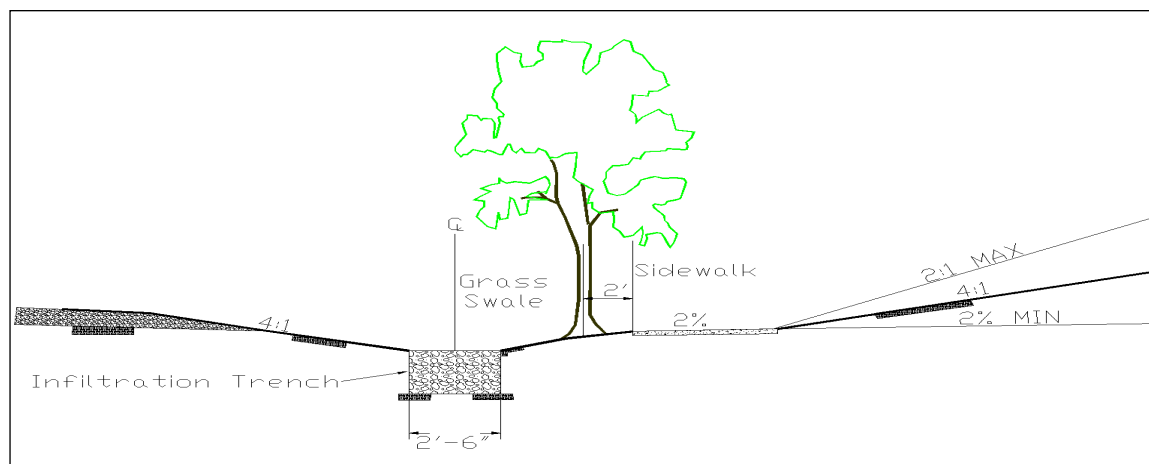 ℄
Grass
Swale
Sidewalk
2'
2:1 MAX
4:1
4:1
2%
2% MIN
Infiltration Trench
2'-6"